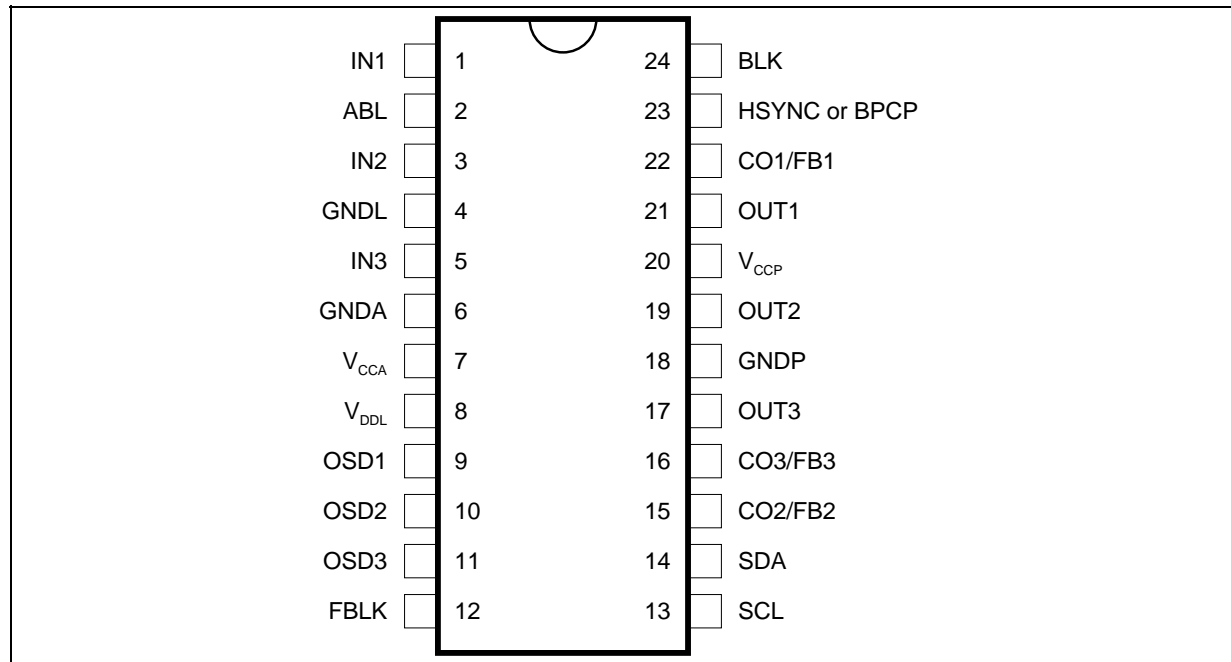 IN1 1 24 BLK
ABL 2 23 HSYNC or BPCP
IN2 3 22 CO1/FB1
GNDL 4 21 OUT1
IN3 5 20 VCCP
GNDA 6 19 OUT2
VCCA 7 18 GNDP
VDDL 8 17 OUT3
OSD1 9 16 CO3/FB3
OSD2 10 15 CO2/FB2
OSD3 11 14 SDA
FBLK 12 13 SCL